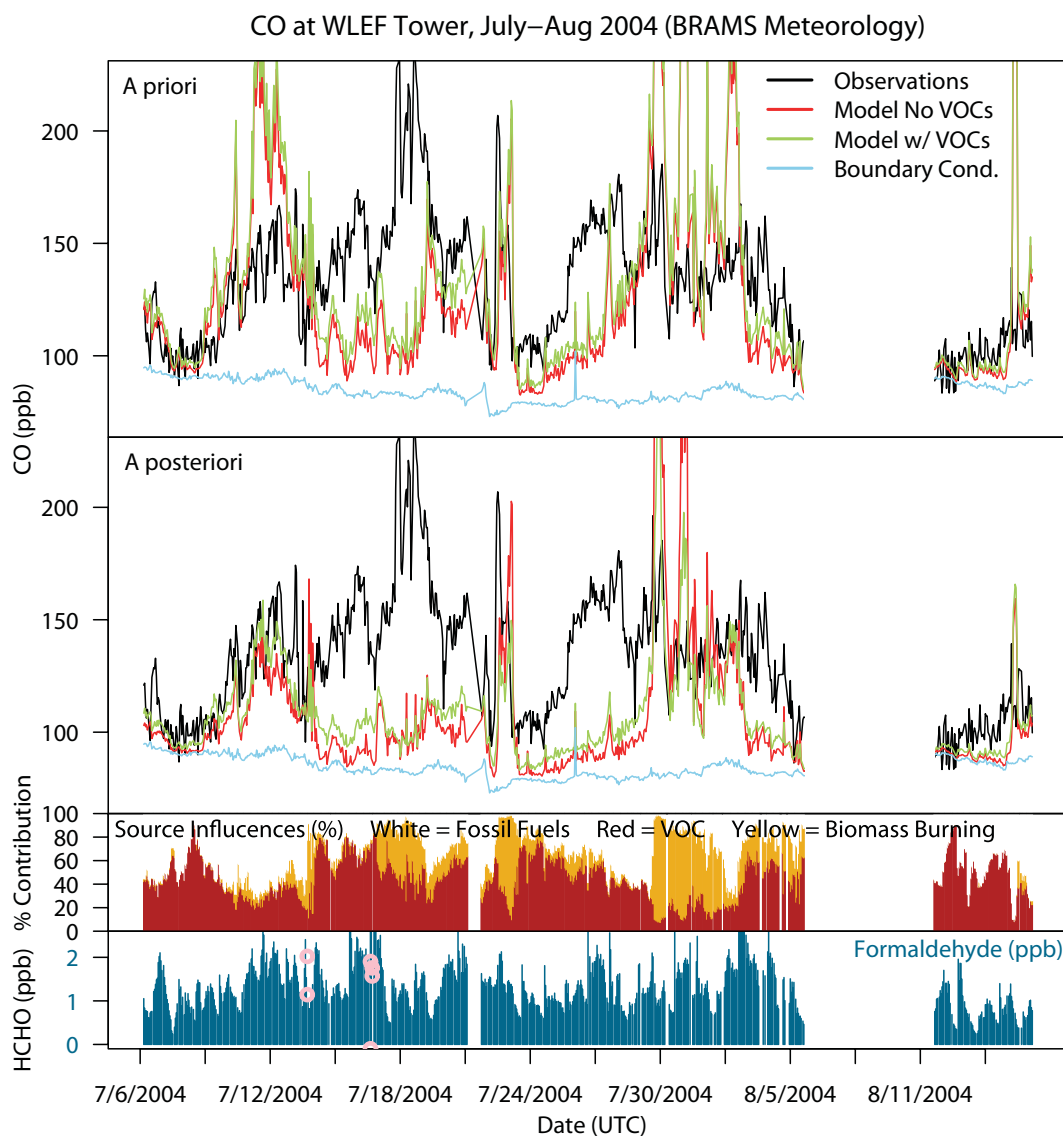 CO at WLEF Tower, July−Aug 2004 (BRAMS Meteorology)
A priori
Observations
Model No VOCs
Model w/ VOCs
Boundary Cond.
200
150
100
CO (ppb)
A posteriori
200
150
100
Source Influcences (%) White = Fossil Fuels Red = VOC Yellow = Biomass Burning
% Contribution
100
80
60
40
20
0
Formaldehyde (ppb)
HCHO (ppb)
2
1
0
7/6/2004 7/12/2004 7/18/2004 7/24/2004 7/30/2004 8/5/2004 8/11/2004
Date (UTC)